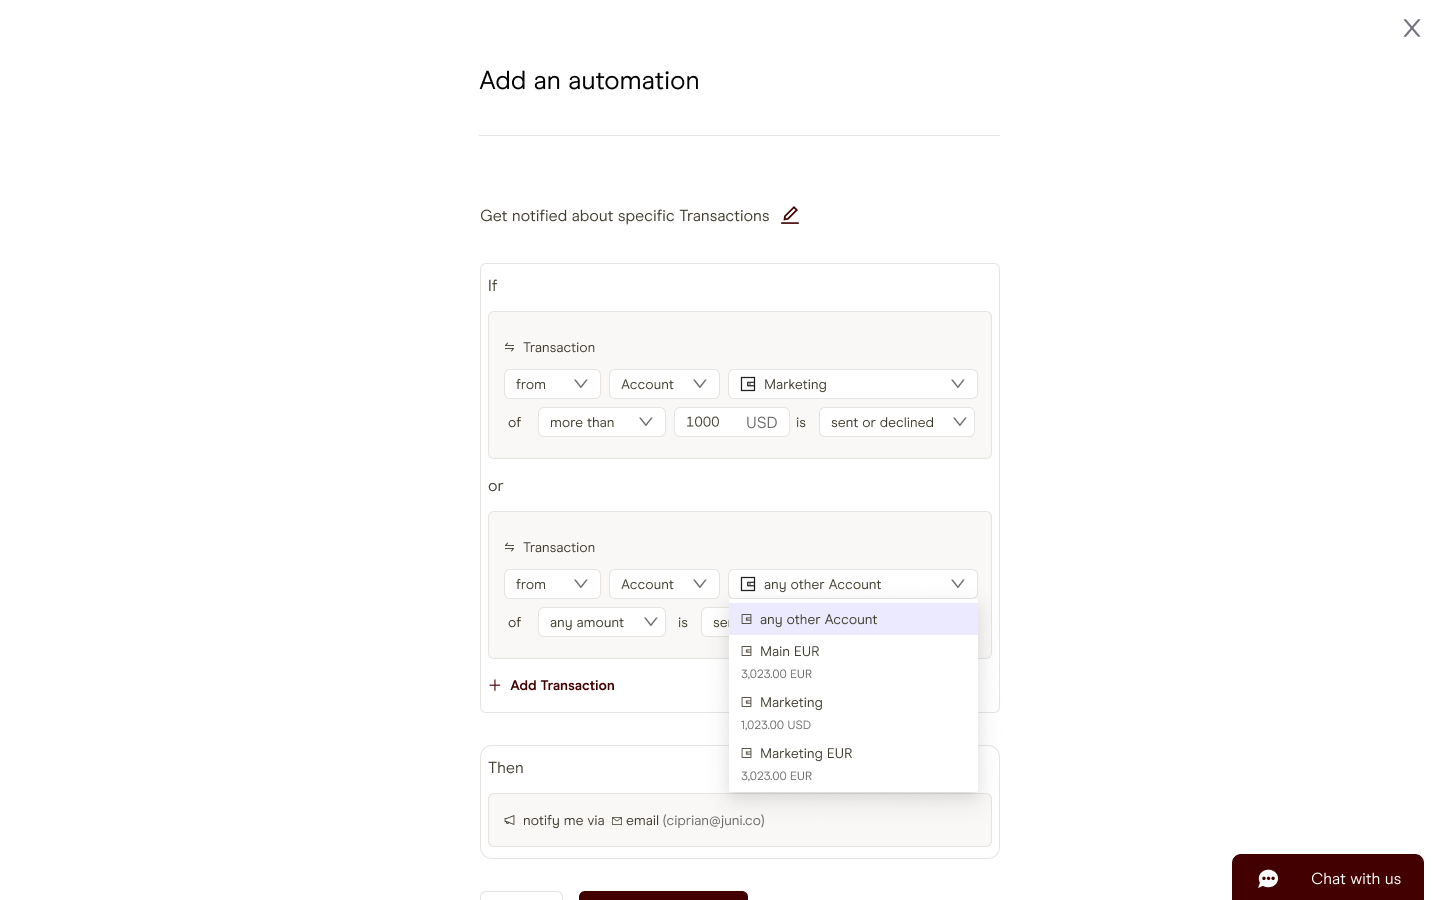 Add an automation
Get notified about specific Transactions
If
Transaction
from Account Marketing
of more than 1000 USD is sent or declined
or
Transaction
from Account any other Account
of any amount is
any other Account
Main EUR
3,023.00 EUR
Marketing
1,023.00 USD
Marketing EUR
3,023.00 EUR
+ Add Transaction
Then
notify me via email (ciprian@juni.co)
Chat with us